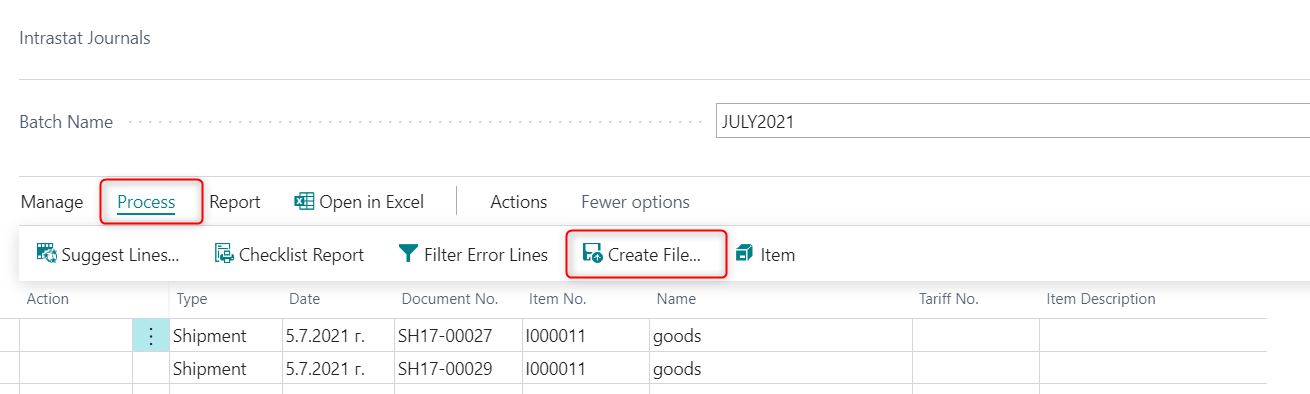 Intrastat Journals
Batch Name JULY2021
Manage Process Report Open in Excel Actions Fewer options
Suggest Lines... Checklist Report Filter Error Lines Create File... Item
Action Type Date Document No. Item No. Name Tariff No. Item Description
Shipment 5.7.2021 г. SH17-00027 I000011 goods
Shipment 5.7.2021 г. SH17-00029 I000011 goods